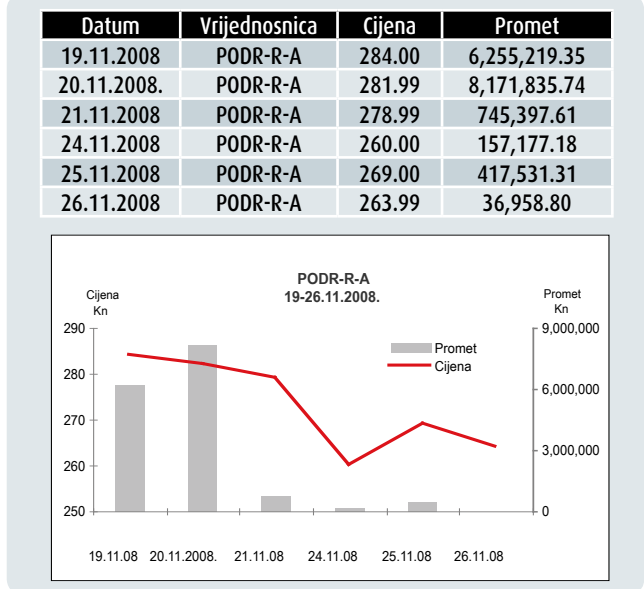 Datum Vrijednosnica Cijena Promet
19.11.2008 PODR-R-A 284.00 6,255,219.35
20.11.2008. PODR-R-A 281.99 8,171,835.74
21.11.2008 PODR-R-A 278.99 745,397.61
24.11.2008 PODR-R-A 260.00 157,177.18
25.11.2008 PODR-R-A 269.00 417,531.31
26.11.2008 PODR-R-A 263.99 36,958.80
PODR-R-A
19-26.11.2008.
Cijena
Kn
Promet
Kn
290 9,000,000
Promet
Cijena
280
6,000,000
270
3,000,000
260
250 0
19.11.08 20.11.2008. 21.11.08 24.11.08 25.11.08 26.11.08